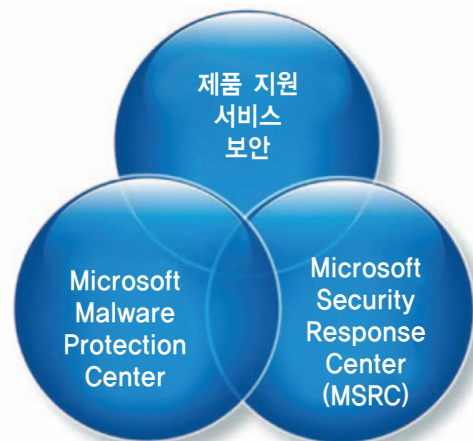 제품 지원
서비스
보안
Microsoft
Malware
Protection
Center
Microsoft
Security
Response
Center
(MSRC)